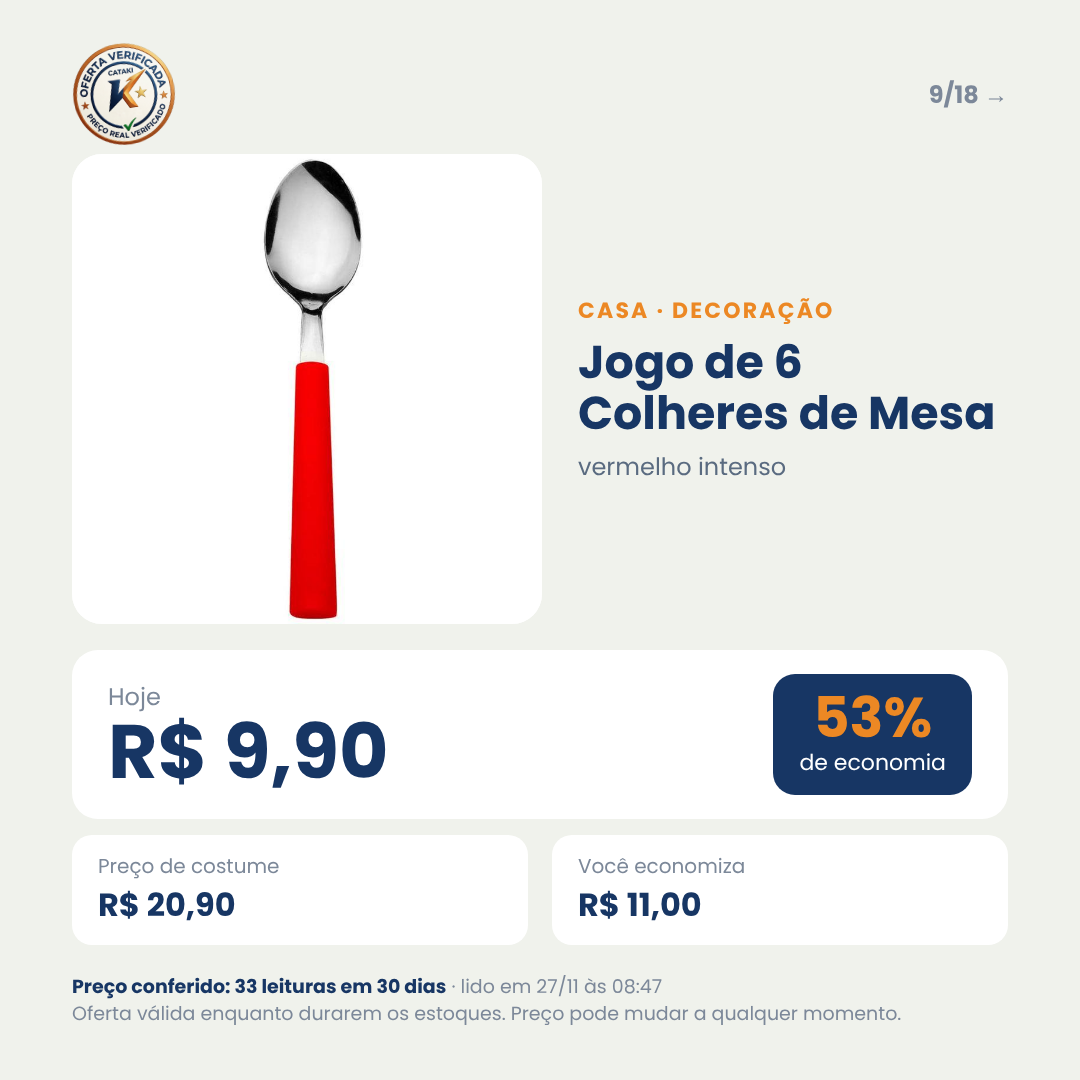 OFERTA VERIFICADA
CATAKI
K
PREÇO REAL VERIFICADO
9/18 →
CASA · DECORAÇÃO
Jogo de 6
Colheres de Mesa
vermelho intenso
Hoje
R$ 9,90
53%
de economia
Preço de costume
R$ 20,90
Você economiza
R$ 11,00
Preço conferido: 33 leituras em 30 dias · lido em 27/11 às 08:47
Oferta válida enquanto durarem os estoques. Preço pode mudar a qualquer momento.